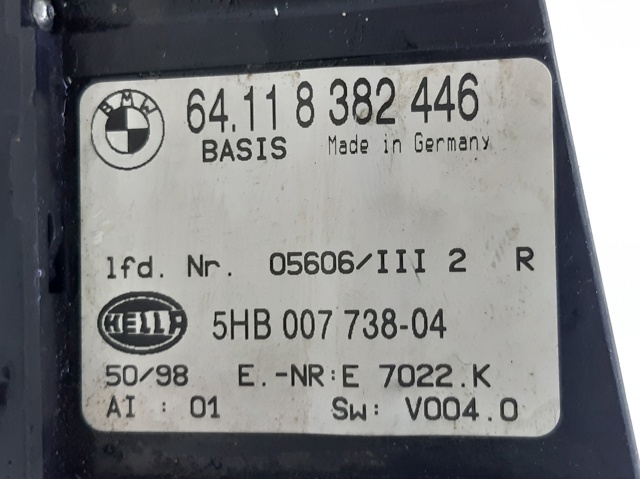 BMW
64.11 8 382 446
BASIS Made in Germany
lfd. Nr. 05606/III 2 R
HELLA 5HB 007 738-04
50/98 E.-NR:E 7022.K
AI : 01 Sw: V004.0